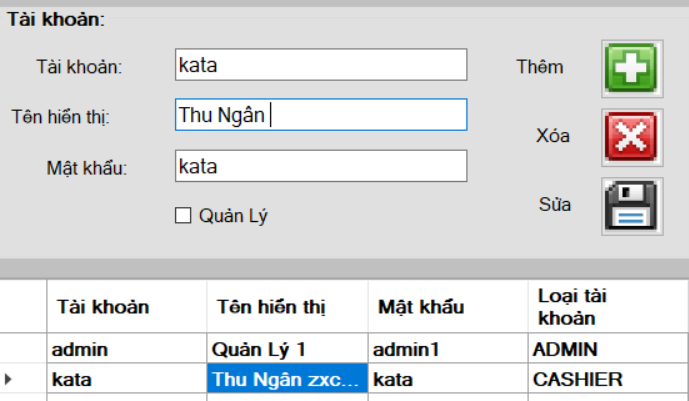 Tài khoản:
Tài khoản: kata Thêm
Tên hiển thị: Thu Ngân
Xóa
Mật khẩu: kata
Quản Lý Sửa
Tài khoản Tên hiển thị Mật khẩu Loại tài khoản
admin Quản Lý 1 admin1 ADMIN
kata Thu Ngân zxc... kata CASHIER